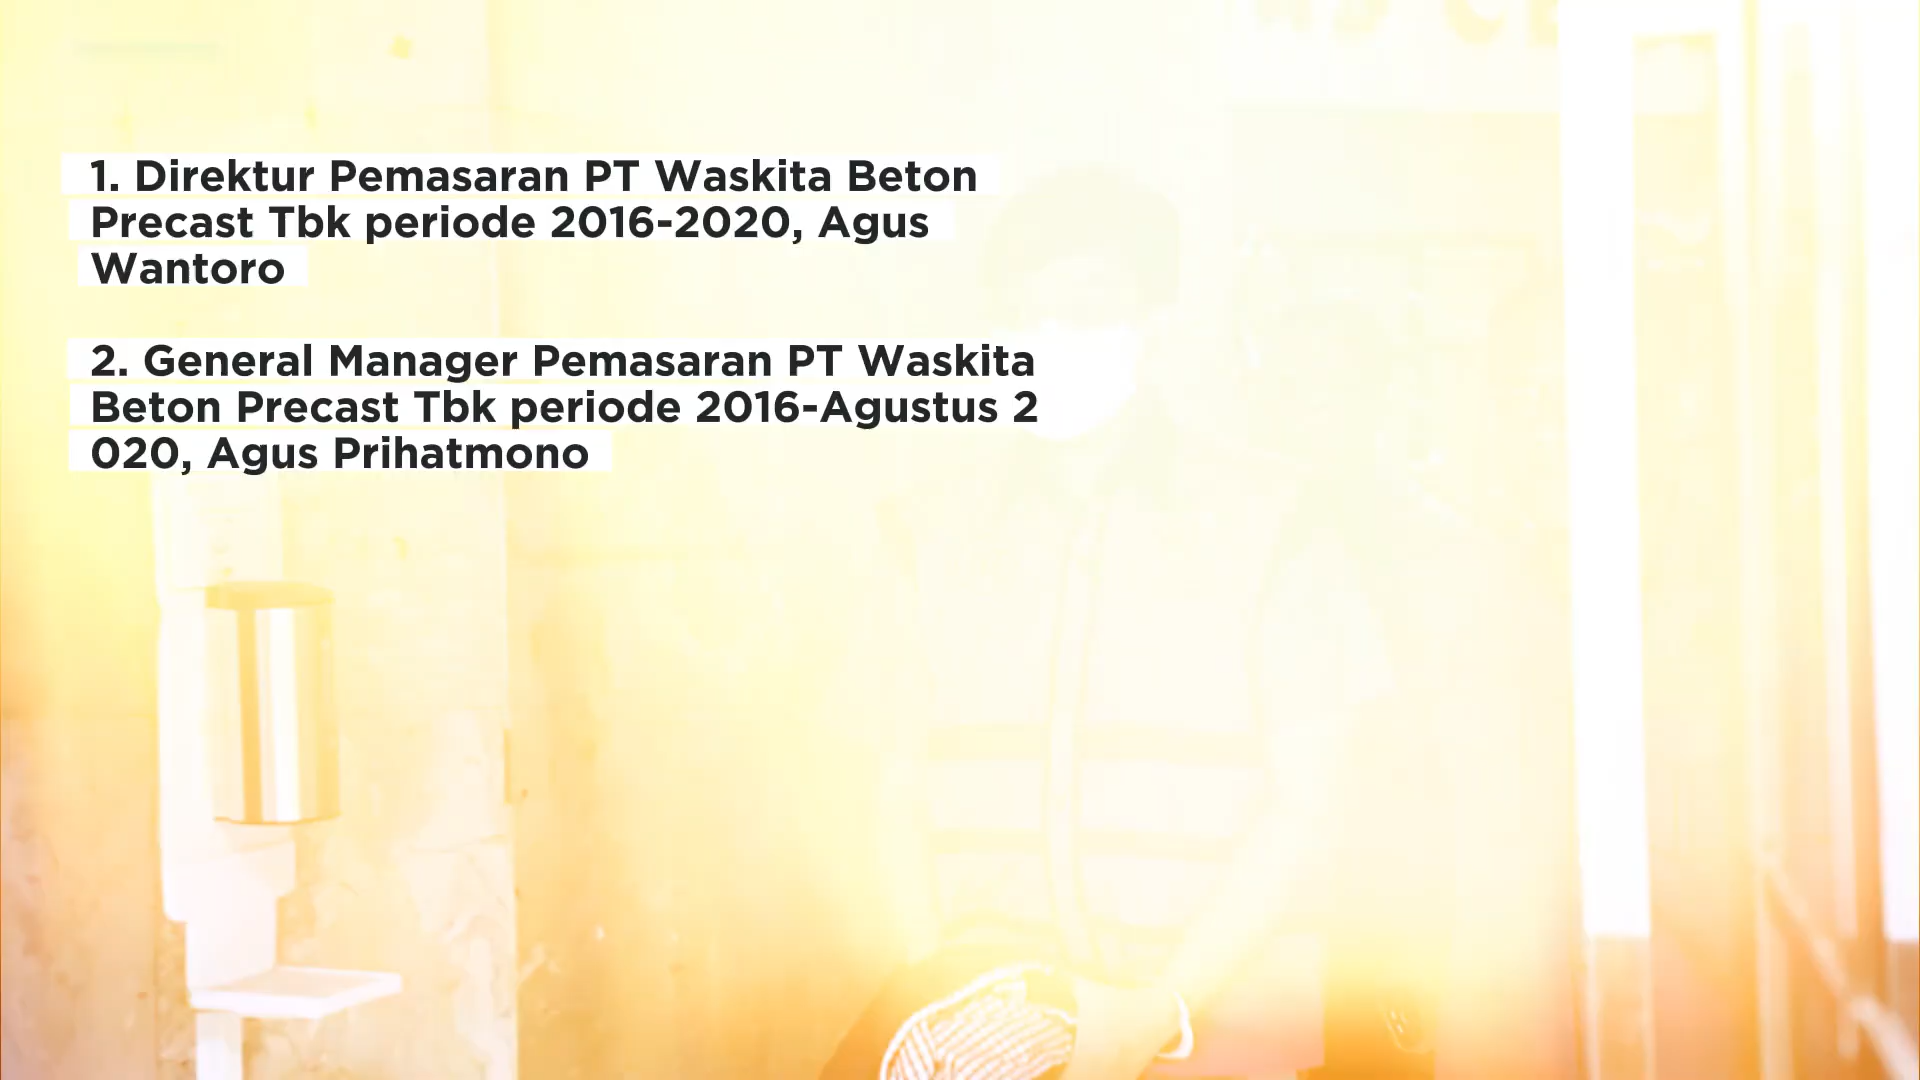 1. Direktur Pemasaran PT Waskita Beton
Precast Tbk periode 2016-2020, Agus
Wantoro
2. General Manager Pemasaran PT Waskita
Beton Precast Tbk periode 2016-Agustus 2
020, Agus Prihatmono